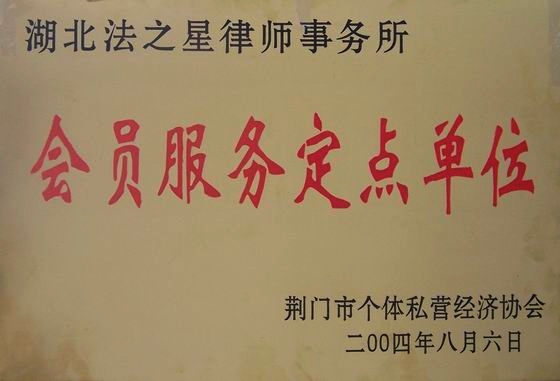 湖北法之星律师事务所
会员服务定点单位
荆门市个体私营经济协会
二00四年八月六日